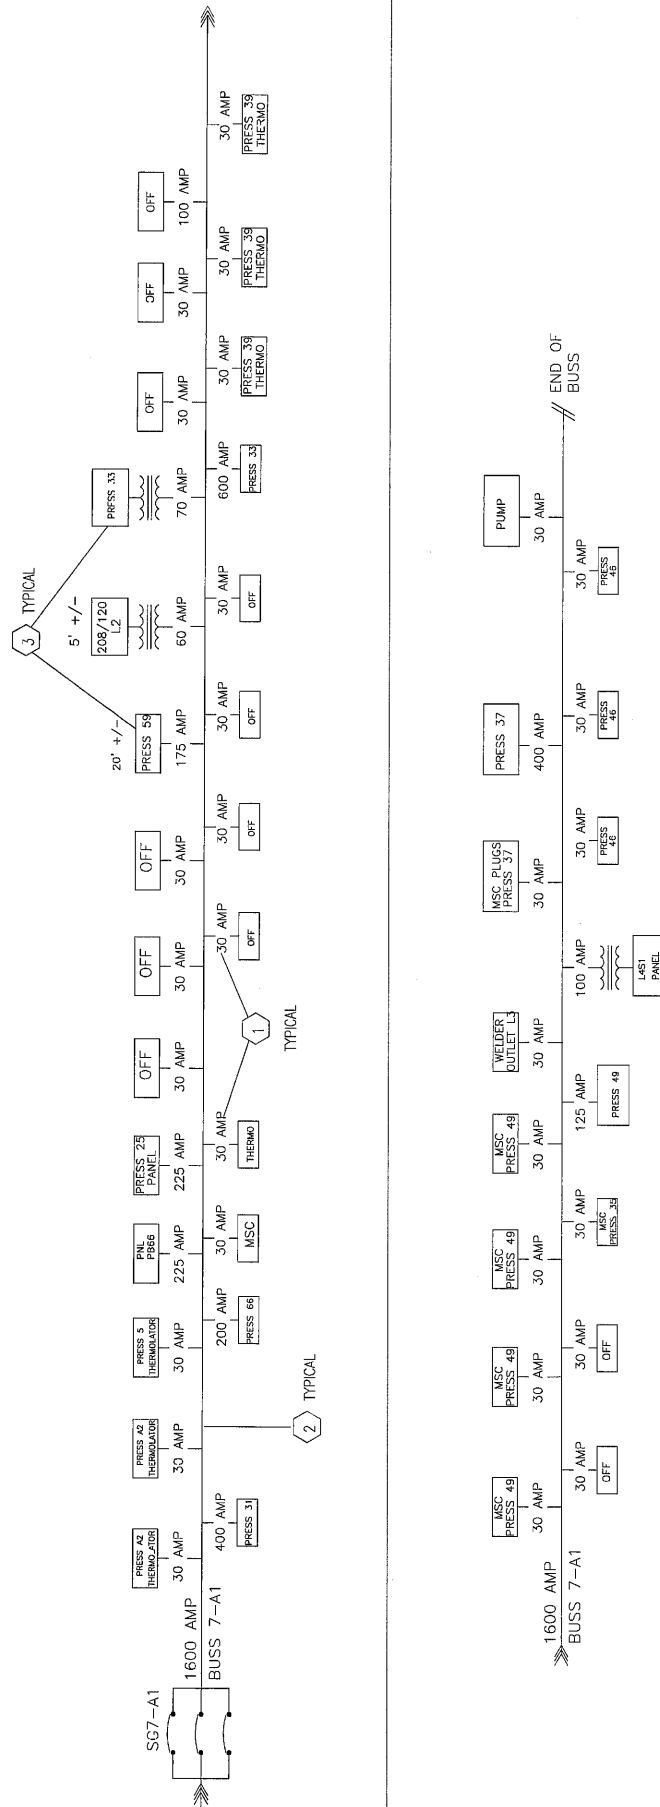 SG7-A1
1600 AMP
BUSS 7-A1
PRESS A2
THERMOLATOR
30 AMP
400 AMP
PRESS 31
PRESS A2
THERMOLATOR
30 AMP
2
TYPICAL
PRESS 5
THERMOLATOR
30 AMP
200 AMP
PRESS 66
PNL
PB66
225 AMP
30 AMP
MSC
PRESS 25
PANEL
225 AMP
30 AMP
THERMO
1
TYPICAL
OFF
30 AMP
OFF
30 AMP
30 AMP
OFF
OFF
30 AMP
30 AMP
OFF
20' +/-
PRESS 59
175 AMP
30 AMP
OFF
3
TYPICAL
5' +/-
208/120
L2
60 AMP
30 AMP
OFF
PRESS 33
70 AMP
600 AMP
PRESS 33
OFF
30 AMP
30 AMP
PRESS 39
THERMO
OFF
30 AMP
30 AMP
PRESS 39
THERMO
OFF
100 AMP
30 AMP
PRESS 39
THERMO
1600 AMP
BUSS 7-A1
MSC
PRESS 49
30 AMP
30 AMP
OFF
MSC
PRESS 49
30 AMP
30 AMP
OFF
MSC
PRESS 49
30 AMP
30 AMP
MSC
PRESS 35
MSC
PRESS 49
30 AMP
125 AMP
PRESS 49
WELDER
OUTLET L3
30 AMP
100 AMP
L4S1
PANEL
MSC PLUGS
PRESS 37
30 AMP
30 AMP
PRESS
46
PRESS 37
400 AMP
30 AMP
PRESS
46
30 AMP
PRESS
46
PUMP
30 AMP
END OF
BUSS